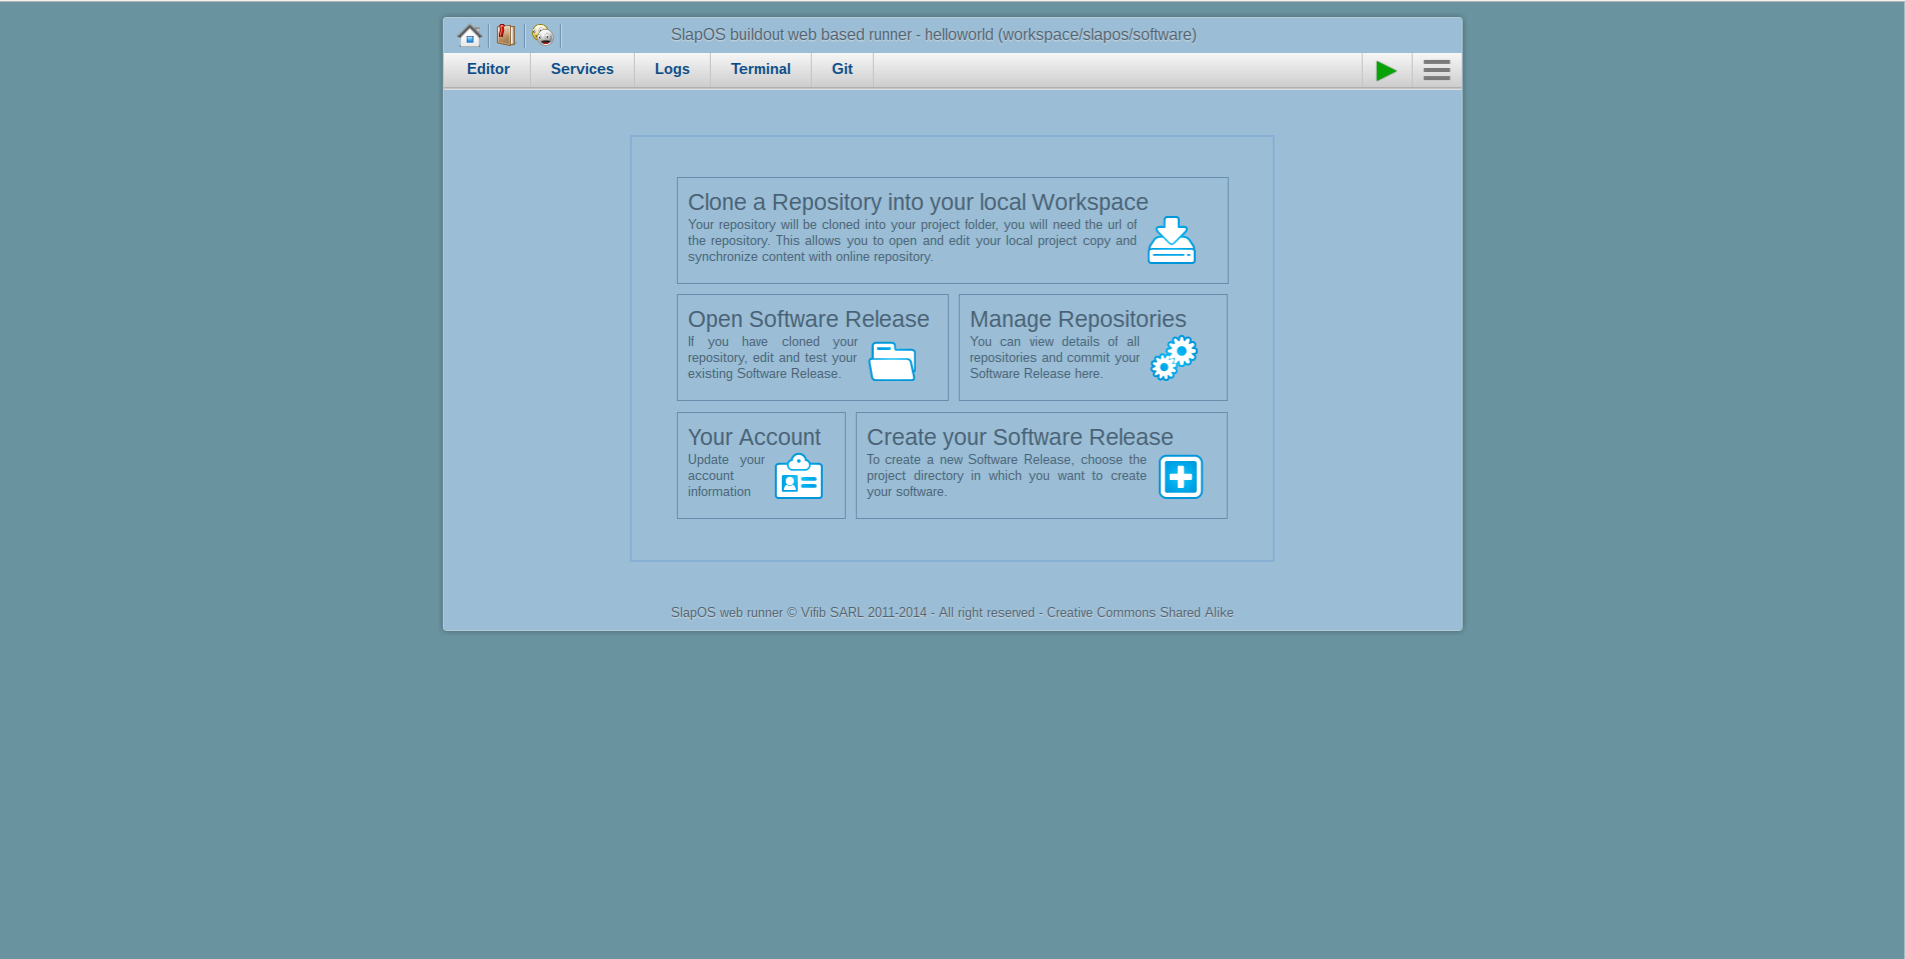 SlapOS buildout web based runner - helloworld (workspace/slapos/software)
Editor Services Logs Terminal Git
Clone a Repository into your local Workspace
Your repository will be cloned into your project folder, you will need the url of
the repository. This allows you to open and edit your local project copy and
synchronize content with online repository.
Open Software Release
If you have cloned your
repository, edit and test your
existing Software Release.
Manage Repositories
You can view details of all
repositories and commit your
Software Release here.
Your Account
Update your
account
information
Create your Software Release
To create a new Software Release, choose the
project directory in which you want to create
your software.
SlapOS web runner © Vifib SARL 2011-2014 - All right reserved - Creative Commons Shared Alike